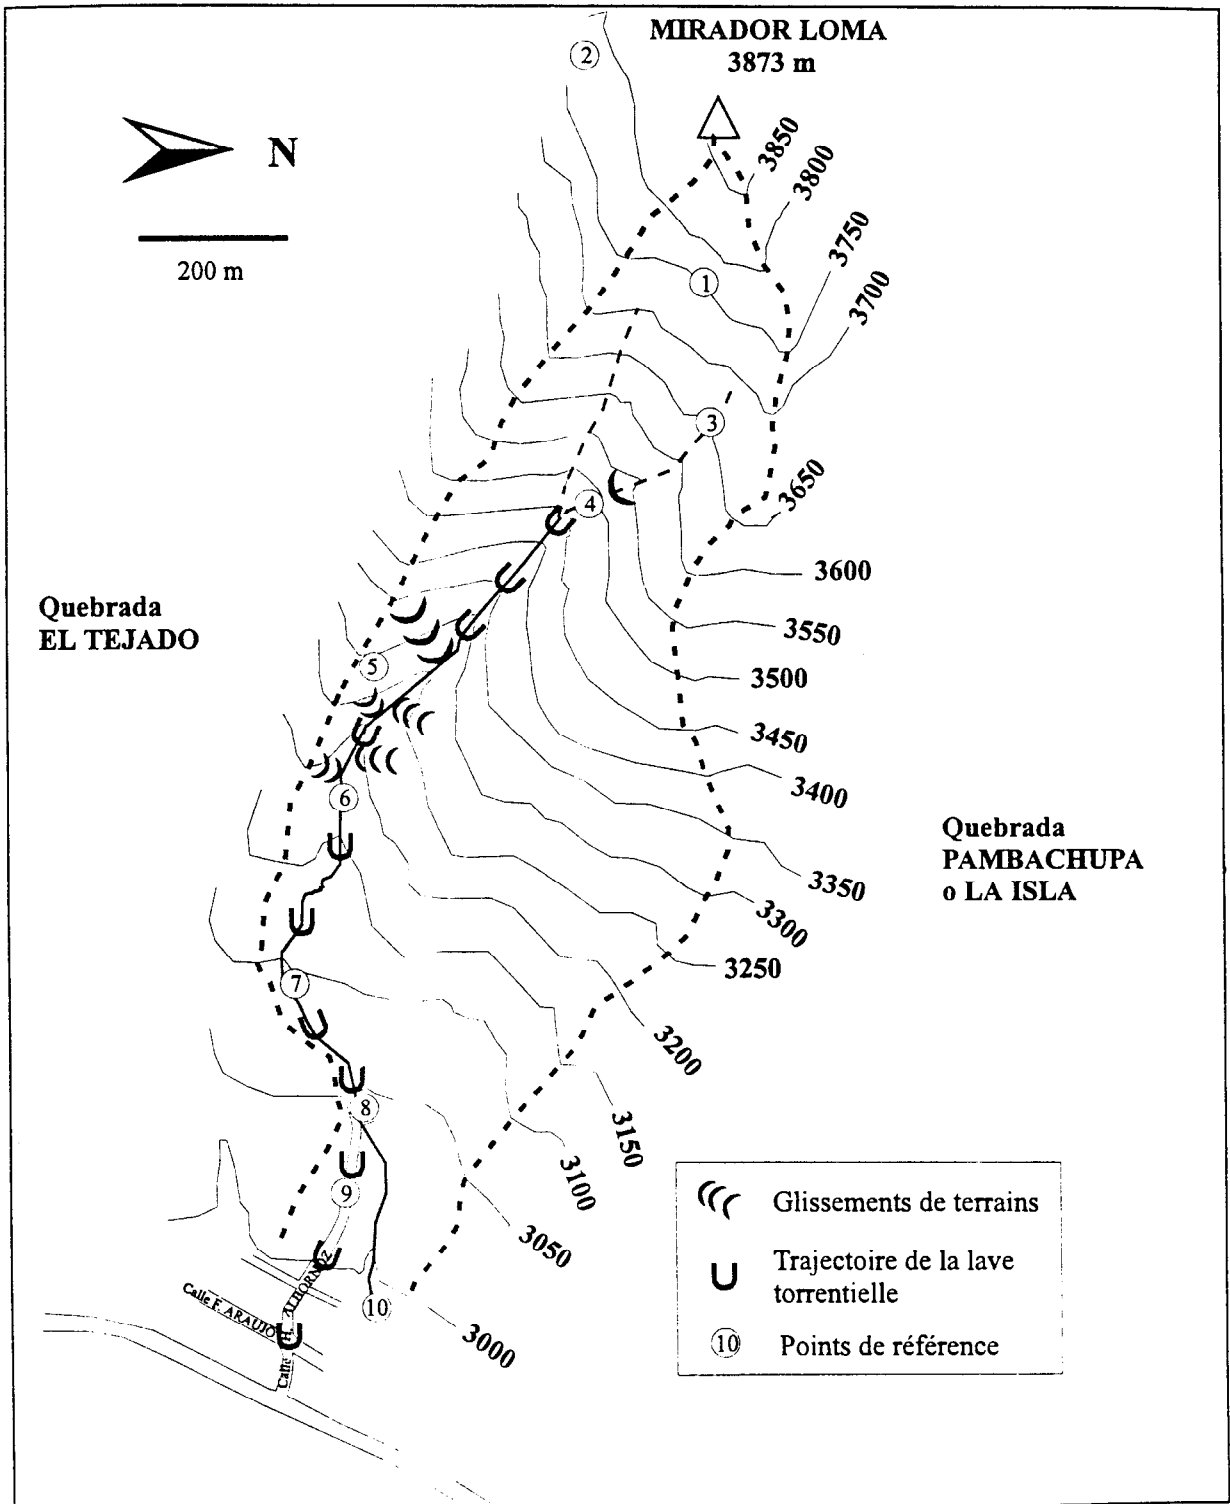 MIRADOR LOMA
3873 m
2
N
200 m
3850
3800
3750
3700
1
3
3650
4
3600
3550
3500
3450
3400
3350
3300
3250
3200
3150
3100
3050
3000
Quebrada
EL TEJADO
5
6
Quebrada
PAMBACHUPA
o LA ISLA
7
8
9
10
Calle F. ARAUJO
Calle H. ALHORNOZ
Glissements de terrains
Trajectoire de la lave
torrentielle
10 Points de référence